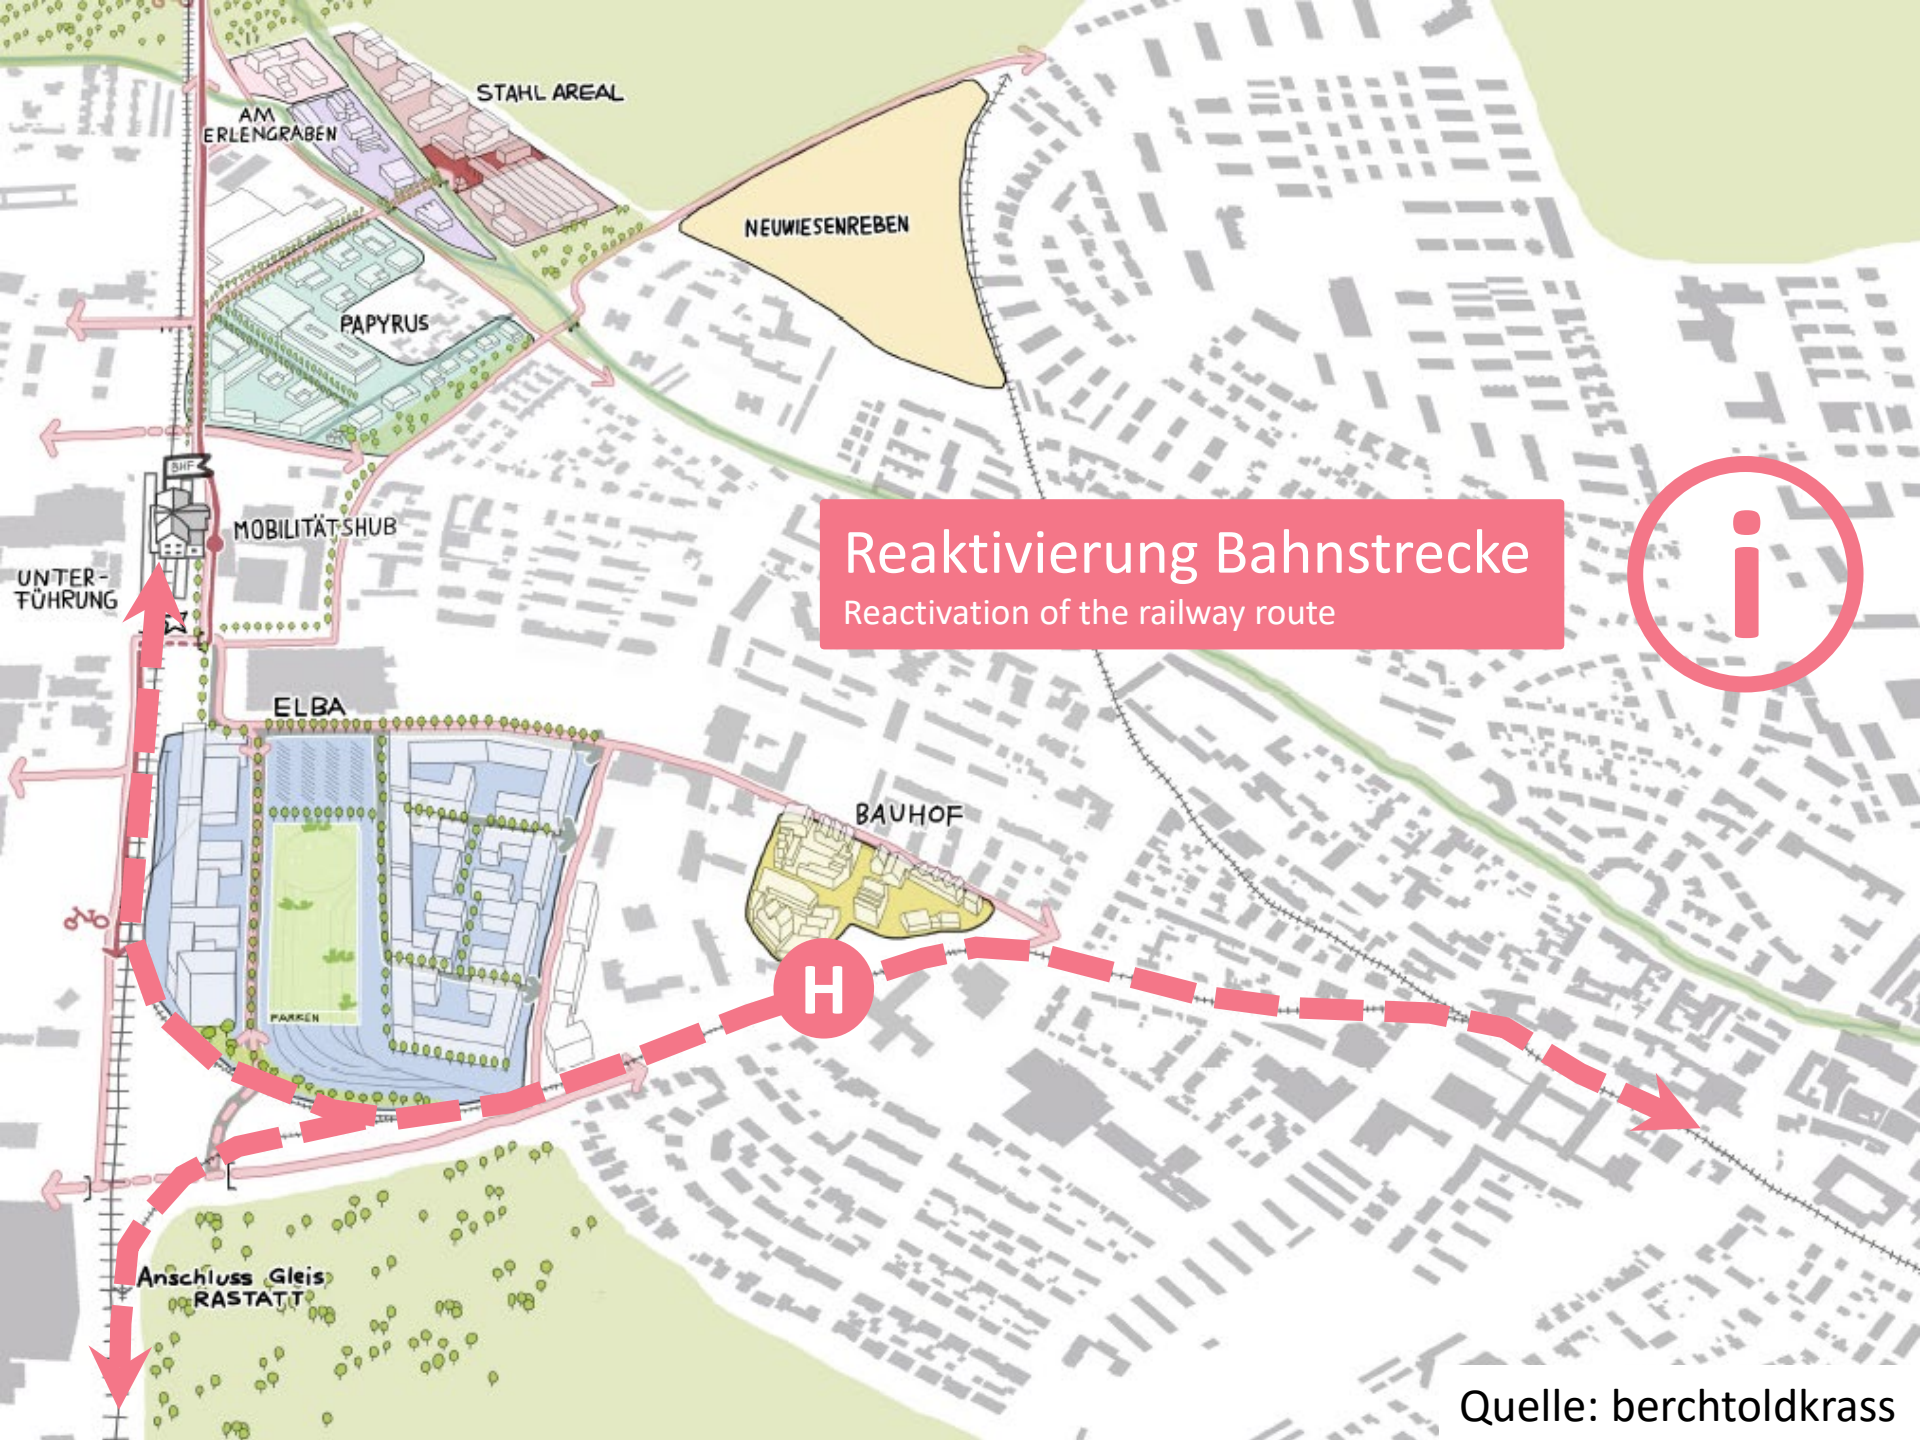 STAHL AREAL
AM
ERLENGRABEN
NEUWIESENREBEN
PAPYRUS
BHF
MOBILITÄTSHUB
UNTER-
FÜHRUNG
Reaktivierung Bahnstrecke
Reactivation of the railway route
i
ELBA
BAUHOF
H
PARKEN
Anschluss Gleis
RASTATT
Quelle: berchtoldkrass